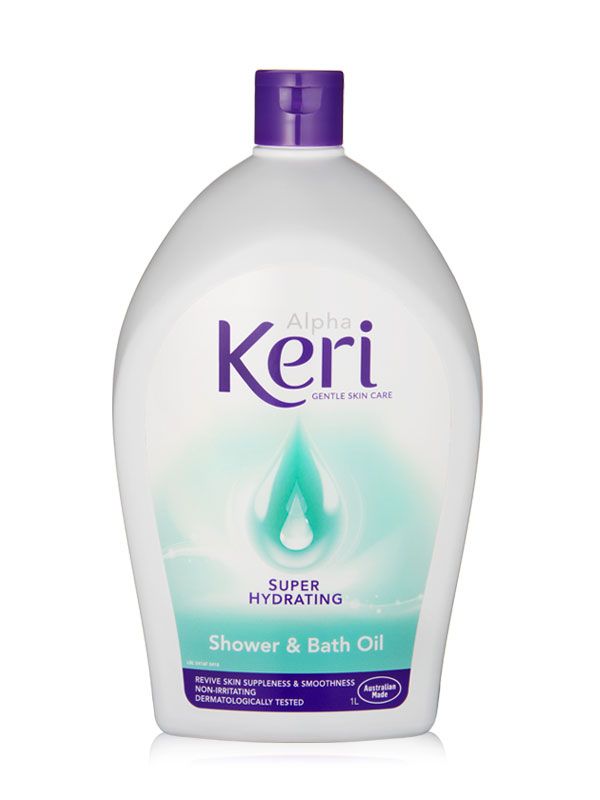 Alpha
Keri
GENTLE SKIN CARE
SUPER
HYDRATING
Shower & Bath Oil
REVIVE SKIN SUPPLENESS & SMOOTHNESS
NON-IRRITATING
DERMATOLOGICALLY TESTED
1L
Australian
Made